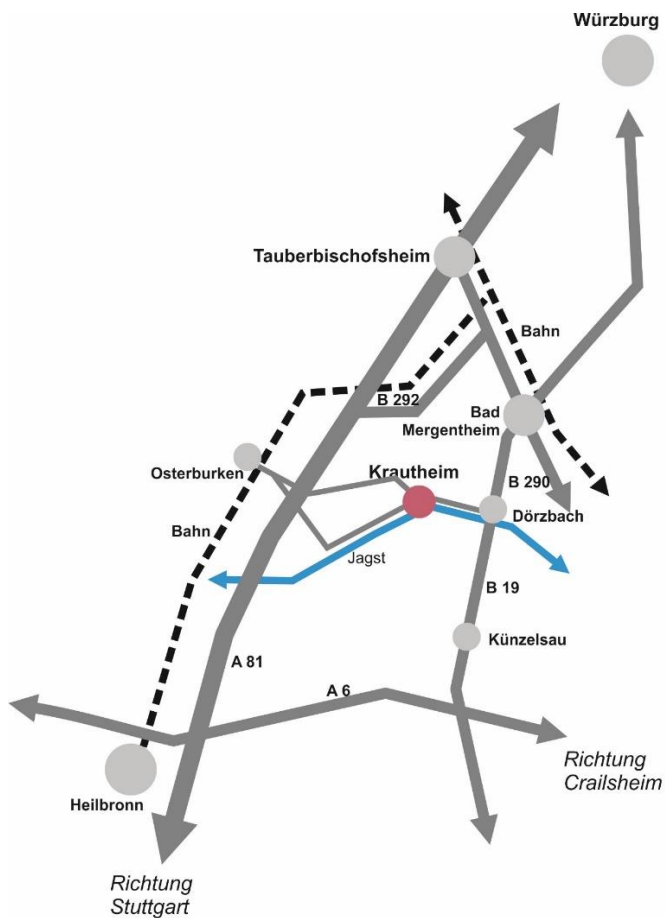 Würzburg
Tauberbischofsheim
Bahn
B 292
Bad
Mergentheim
Osterburken
Krautheim
B 290
Dörzbach
Bahn
Jagst
B 19
Künzelsau
A 81
A 6
Richtung
Crailsheim
Heilbronn
Richtung
Stuttgart